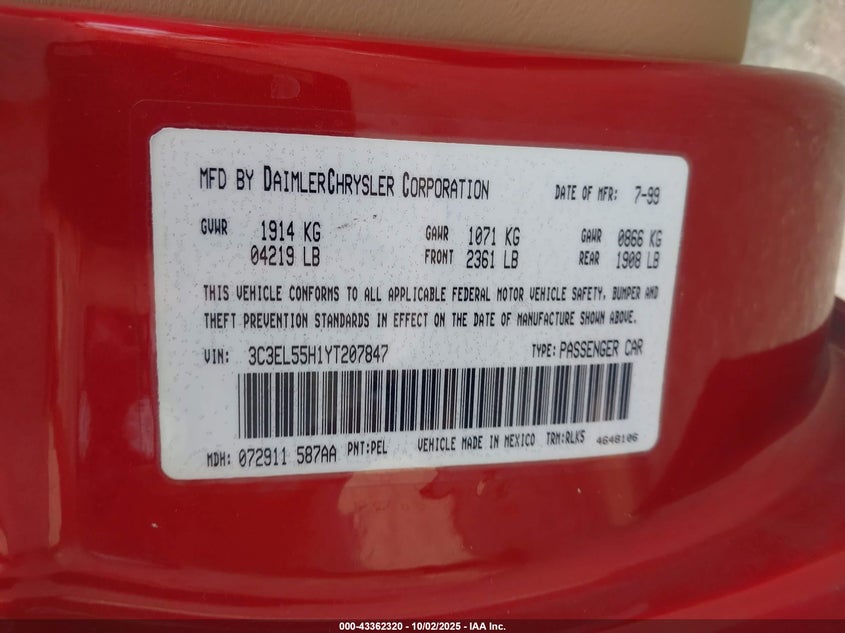 MFD BY DAIMLERCHRYSLER CORPORATION DATE OF MFR: 7-99
GVWR 1914 KG GAWR 1071 KG GAWR 0866 KG
04219 LB FRONT 2361 LB REAR 1908 LB
THIS VEHICLE CONFORMS TO ALL APPLICABLE FEDERAL MOTOR VEHICLE SAFETY, BUMPER AND
THEFT PREVENTION STANDARDS IN EFFECT ON THE DATE OF MANUFACTURE SHOWN ABOVE.
VIN: 3C3EL55H1YT207847 TYPE: PASSENGER CAR
MDH: 072911 587AA PNT:PEL VEHICLE MADE IN MEXICO TRM:RLK5 4648106
000-43362320 - 10/02/2025 - IAA Inc.